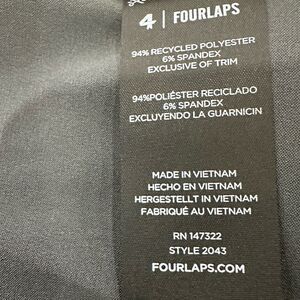 4 | FOURLAPS
94% RECYCLED POLYESTER
6% SPANDEX
EXCLUSIVE OF TRIM
94%POLIÉSTER RECICLADO
6% SPANDEX
EXCLUYENDO LA GUARNICIN
MADE IN VIETNAM
HECHO EN VIETNAM
HERGESTELLT IN VIETNAM
FABRIQUÉ AU VIETNAM
RN 147322
STYLE 2043
FOURLAPS.COM